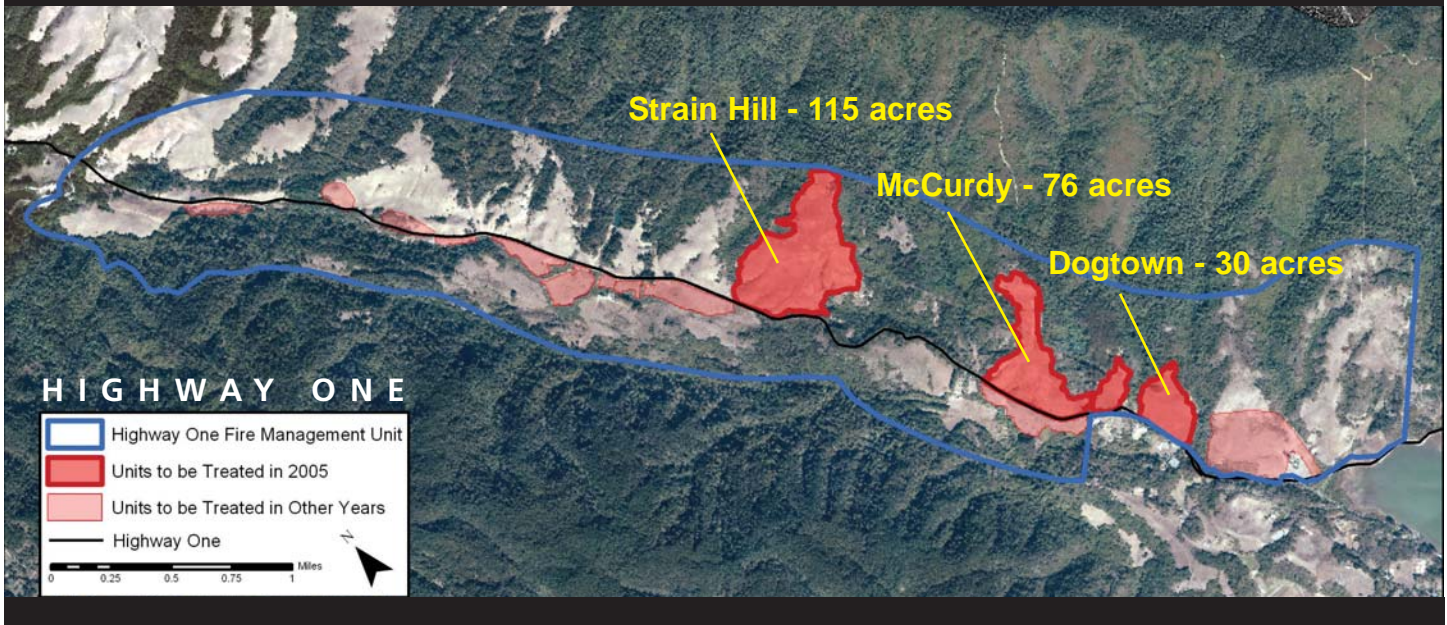 Strain Hill - 115 acres
McCurdy - 76 acres
Dogtown - 30 acres
HIGHWAY ONE
Highway One Fire Management Unit
Units to be Treated in 2005
Units to be Treated in Other Years
Highway One
N
Miles
0 0.25 0.5 0.75 1